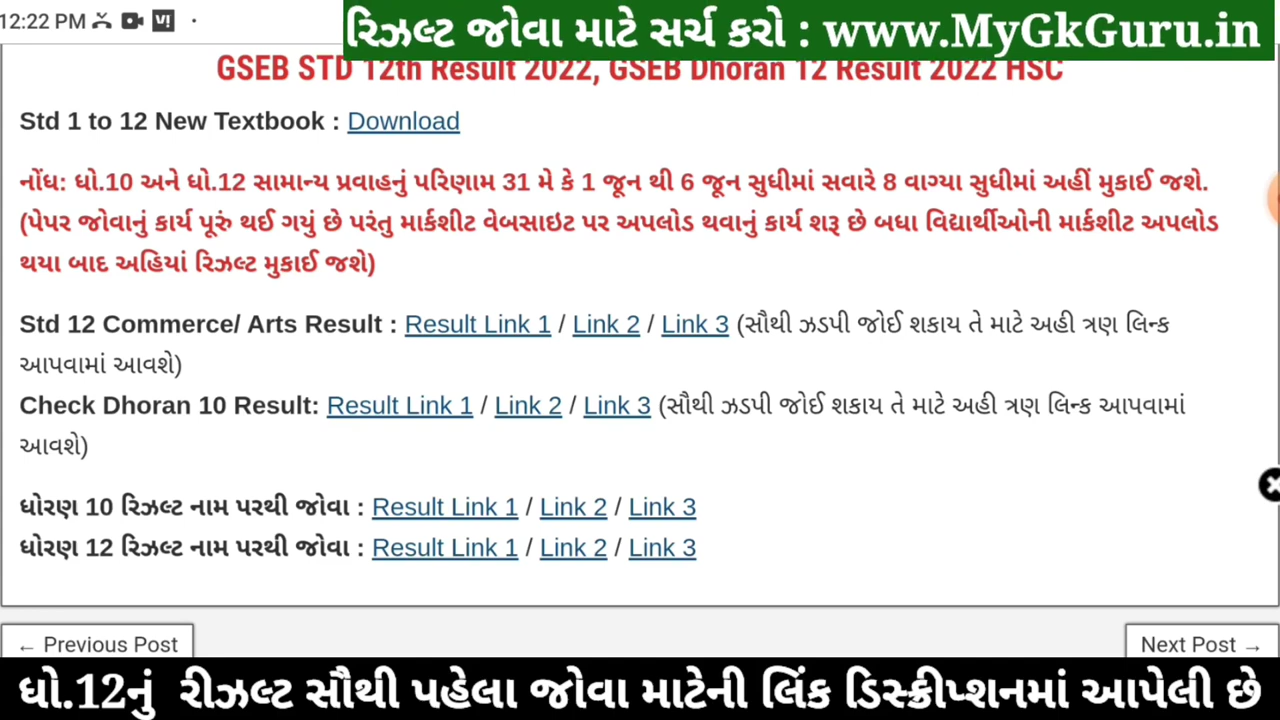 12:22 PM
રિઝલ્ટ જોવા માટે સર્ચ કરો : www.MyGkGuru.in
GSEB STD 12th Result 2022, GSEB Dhoran 12 Result 2022 HSC
Std 1 to 12 New Textbook : Download
નોંધ: ધો.10 અને ધો.12 સામાન્ય પ્રવાહનું પરિણામ 31 મે કે 1 જૂન થી 6 જૂન સુધીમાં સવારે 8 વાગ્યા સુધીમાં અહીં મુકાઈ જશે.
(પેપર જોવાનું કાર્ય પૂરું થઈ ગયું છે પરંતુ માર્કશીટ વેબસાઇટ પર અપલોડ થવાનું કાર્ય શરૂ છે બધા વિદ્યાર્થીઓની માર્કશીટ અપલોડ
થયા બાદ અહિયાં રિઝલ્ટ મુકાઈ જશે)
Std 12 Commerce/ Arts Result : Result Link 1 / Link 2 / Link 3 (સૌથી ઝડપી જોઈ શકાય તે માટે અહી ત્રણ લિન્ક
આપવામાં આવશે)
Check Dhoran 10 Result: Result Link 1 / Link 2 / Link 3 (સૌથી ઝડપી જોઈ શકાય તે માટે અહી ત્રણ લિન્ક આપવામાં
આવશે)
ધોરણ 10 રિઝલ્ટ નામ પરથી જોવા : Result Link 1 / Link 2 / Link 3
ધોરણ 12 રિઝલ્ટ નામ પરથી જોવા : Result Link 1 / Link 2 / Link 3
← Previous Post
Next Post →
ધો.12નું રીઝલ્ટ સૌથી પહેલા જોવા માટેની લિંક ડિસ્ક્રીપ્શનમાં આપેલી છે